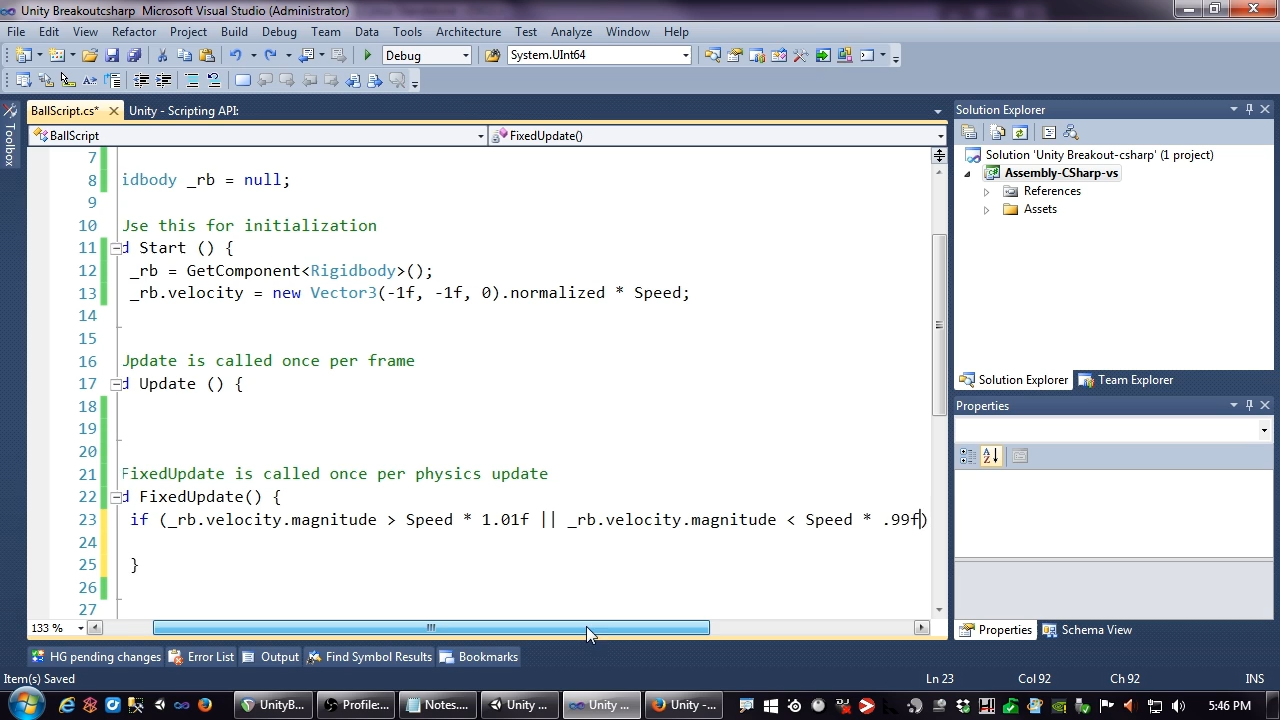 Unity Breakoutcsharp - Microsoft Visual Studio (Administrator)
File Edit View Refactor Project Build Debug Team Data Tools Architecture Test Analyze Window Help
Debug System.UInt64
BallScript.cs* Unity - Scripting API:
Toolbox
BallScript FixedUpdate()
7
8 idbody _rb = null;
9
10 Use this for initialization
11 d Start () {
12 _rb = GetComponent<Rigidbody>();
13 _rb.velocity = new Vector3(-1f, -1f, 0).normalized * Speed;
14
15
16 Update is called once per frame
17 d Update () {
18
19
20
21 FixedUpdate is called once per physics update
22 d FixedUpdate() {
23 if (_rb.velocity.magnitude > Speed * 1.01f || _rb.velocity.magnitude < Speed * .99f)
24
25 }
26
27
133 %
Solution Explorer
Solution 'Unity Breakout-csharp' (1 project)
Assembly-CSharp-vs
References
Assets
Solution Explorer Team Explorer
Properties
Properties Schema View
HG pending changes Error List Output Find Symbol Results Bookmarks
Item(s) Saved Ln 23 Col 92 Ch 92 INS
UnityB... Profile:... Notes.... Unity ... Unity ... Unity -... 5:46 PM